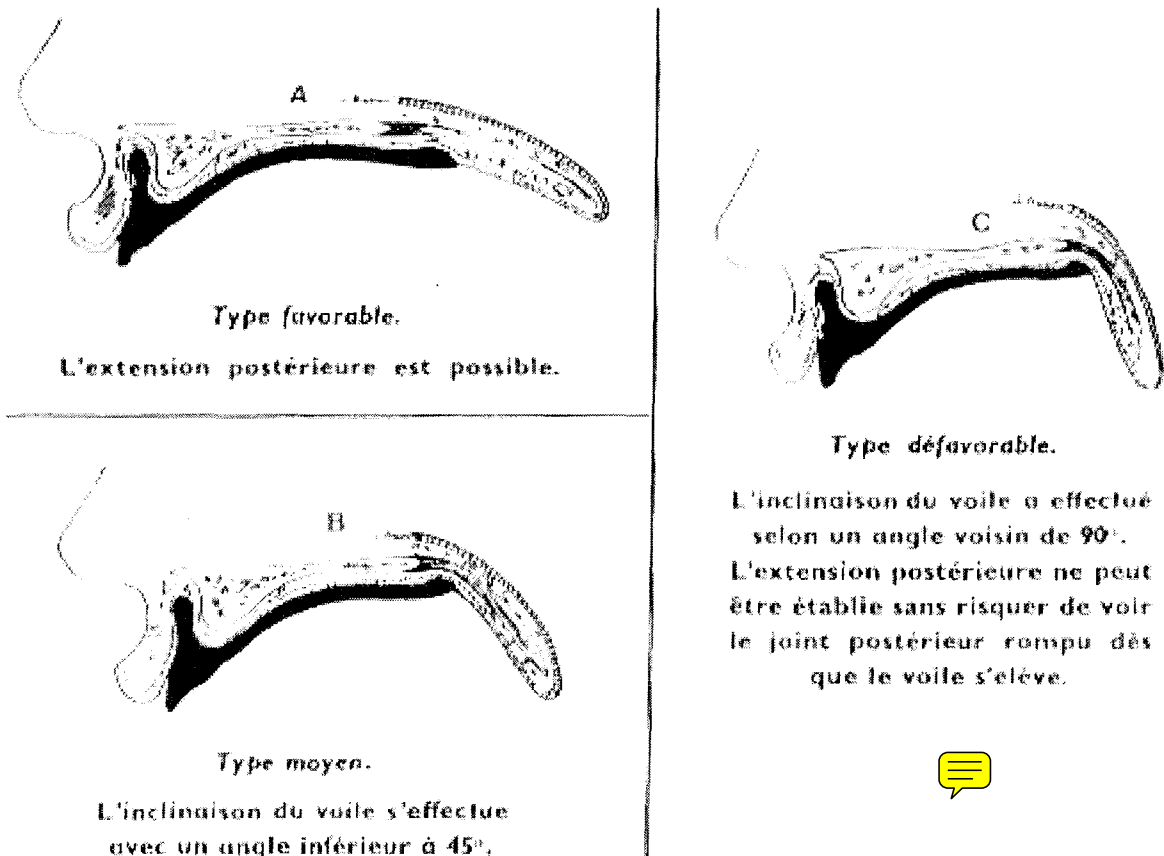 A
Type favorable.
L'extension postérieure est possible.
B
Type moyen.
L'inclinaison du voile s'effectue
avec un angle inférieur à 45°.
C
Type défavorable.
L'inclinaison du voile a effectué
selon un angle voisin de 90°.
L'extension postérieure ne peut
être établie sans risquer de voir
le joint postérieur rompu dès
que le voile s'elève.